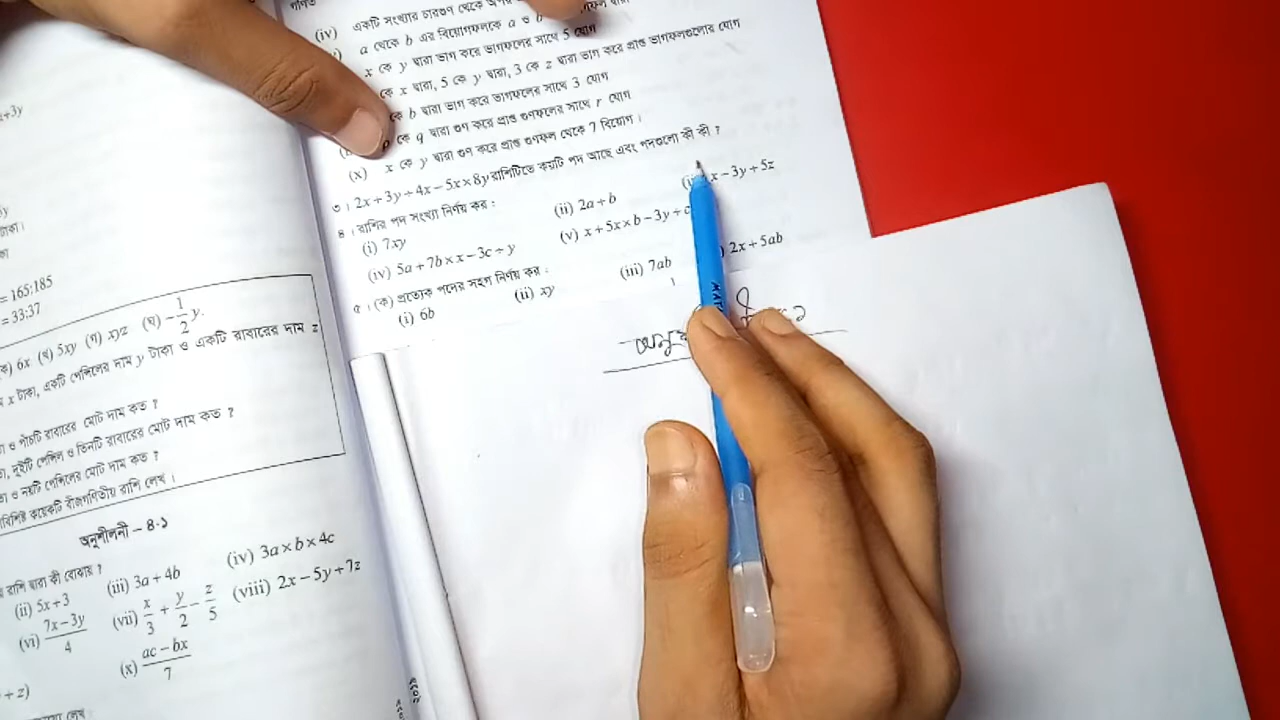 গণিত
+3y
টাকা।
= 165:185
= 33:37
(ক) 6x (খ) 5xy (গ) xyz (ঘ) −1/2 y.
x টাকা, একটি পেন্সিলের দাম y টাকা ও একটি রাবারের দাম z
ও পাঁচটি রাবারের মোট দাম কত ?
দুইটি পেন্সিল ও তিনটি রাবারের মোট দাম কত ?
ও নয়টি পেন্সিলের মোট দাম কত ?
কয়েকটি বীজগণিতীয় রাশি লেখ।
অনুশীলনী – ৪.১
রাশি দ্বারা কী বোঝায় ?
(ii) 5x+3 (iii) 3a+4b (iv) 3a×b×4c
(vi) (7x−3y)/4 (vii) x/3 + y/2 − z/5 (viii) 2x−5y+7z
(x) (ac−bx)/7
+z)
(iv) একটি সংখ্যার চারগুণ থেকে
a থেকে b এর বিয়োগফলকে a ও b
x কে y দ্বারা ভাগ করে ভাগফলের সাথে 5 যোগ
কে x দ্বারা, 5 কে y দ্বারা, 3 কে z দ্বারা ভাগ করে প্রাপ্ত ভাগফলগুলোর যোগ
কে b দ্বারা ভাগ করে ভাগফলের সাথে 3 যোগ
p কে q দ্বারা গুণ করে প্রাপ্ত গুণফলের সাথে r যোগ
(x) x কে y দ্বারা গুণ করে প্রাপ্ত গুণফল থেকে 7 বিয়োগ।
৩। 2x+3y÷4x−5x×8y রাশিটিতে কয়টি পদ আছে এবং পদগুলো কী কী ?
৪। রাশির পদ সংখ্যা নির্ণয় কর :
(i) 7xy (ii) 2a+b x−3y+5z
(iv) 5a+7b×x−3c÷y (v) x+5x×b−3y÷c
৫। (ক) প্রত্যেক পদের সহগ নির্ণয় কর :
(i) 6b (ii) xy (iii) 7ab 2x+5ab